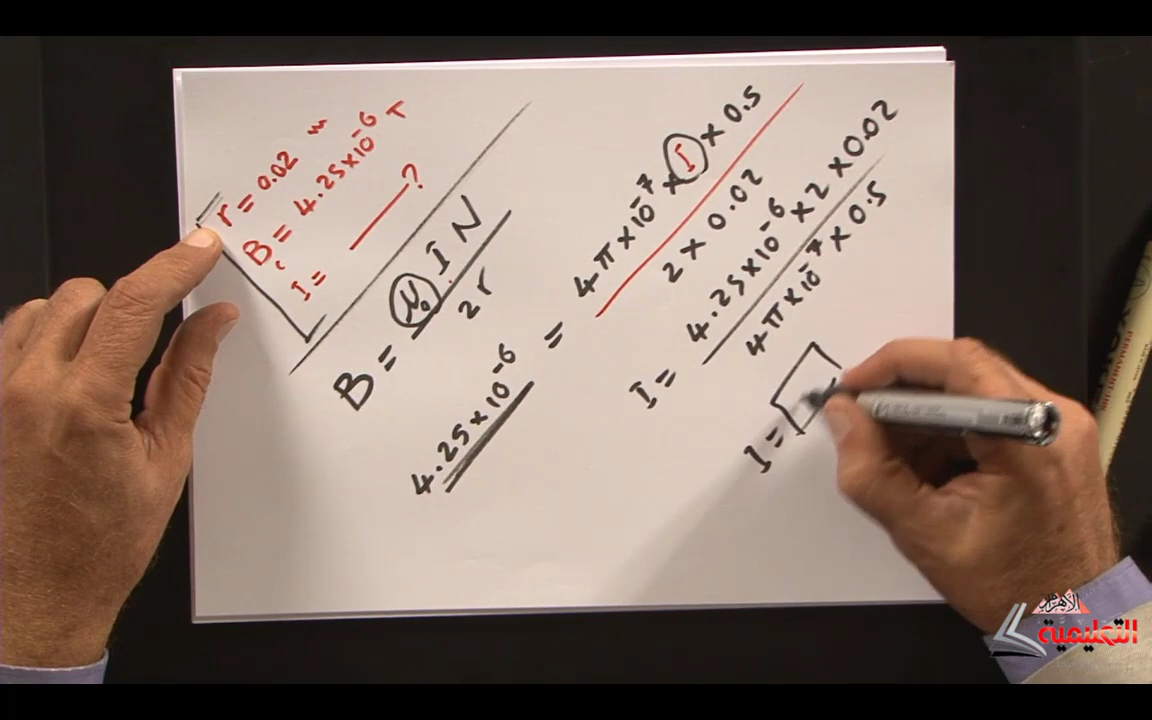 r = 0.02 m
B = 4.25×10⁻⁶ T
I = ?
B = μ₀ I N / 2r
4.25×10⁻⁶ = 4π×10⁻⁷ × I × 0.5 / 2 × 0.02
I = 4.25×10⁻⁶ × 2 × 0.02 / 4π×10⁻⁷ × 0.5
I =
الأهرام
التعليمية